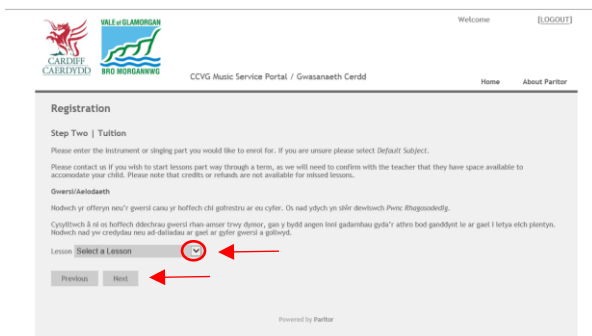 Welcome [LOGOUT]
VALE of GLAMORGAN
CARDIFF
CAERDYDD
BRO MORGANNWG
CCVG Music Service Portal / Gwasanaeth Cerdd
Home About Paritor
Registration
Step Two | Tuition
Please enter the instrument or singing part you would like to enrol for. If you are unsure please select Default Subject.
Please contact us if you wish to start lessons part way through a term, as we will need to confirm with the teacher that they have space available to
accomodate your child. Please note that credits or refunds are not available for missed lessons.
Gwersi/Aelodaeth
Nodwch yr offeryn neu'r gwersi canu yr hoffech chi gofrestru ar eu cyfer. Os nad ydych yn siŵr dewiswch Pwnc Rhagosodedig.
Cysylltwch â ni os hoffech ddechrau gwersi rhan-amser trwy dymor, gan y bydd angen inni gadarnhau gyda'r athro bod ganddynt le ar gael i letya eich plentyn.
Nodwch nad yw credydau neu ad-daliadau ar gael ar gyfer gwersi a gollwyd.
Lesson Select a Lesson
Previous Next
Powered by Paritor